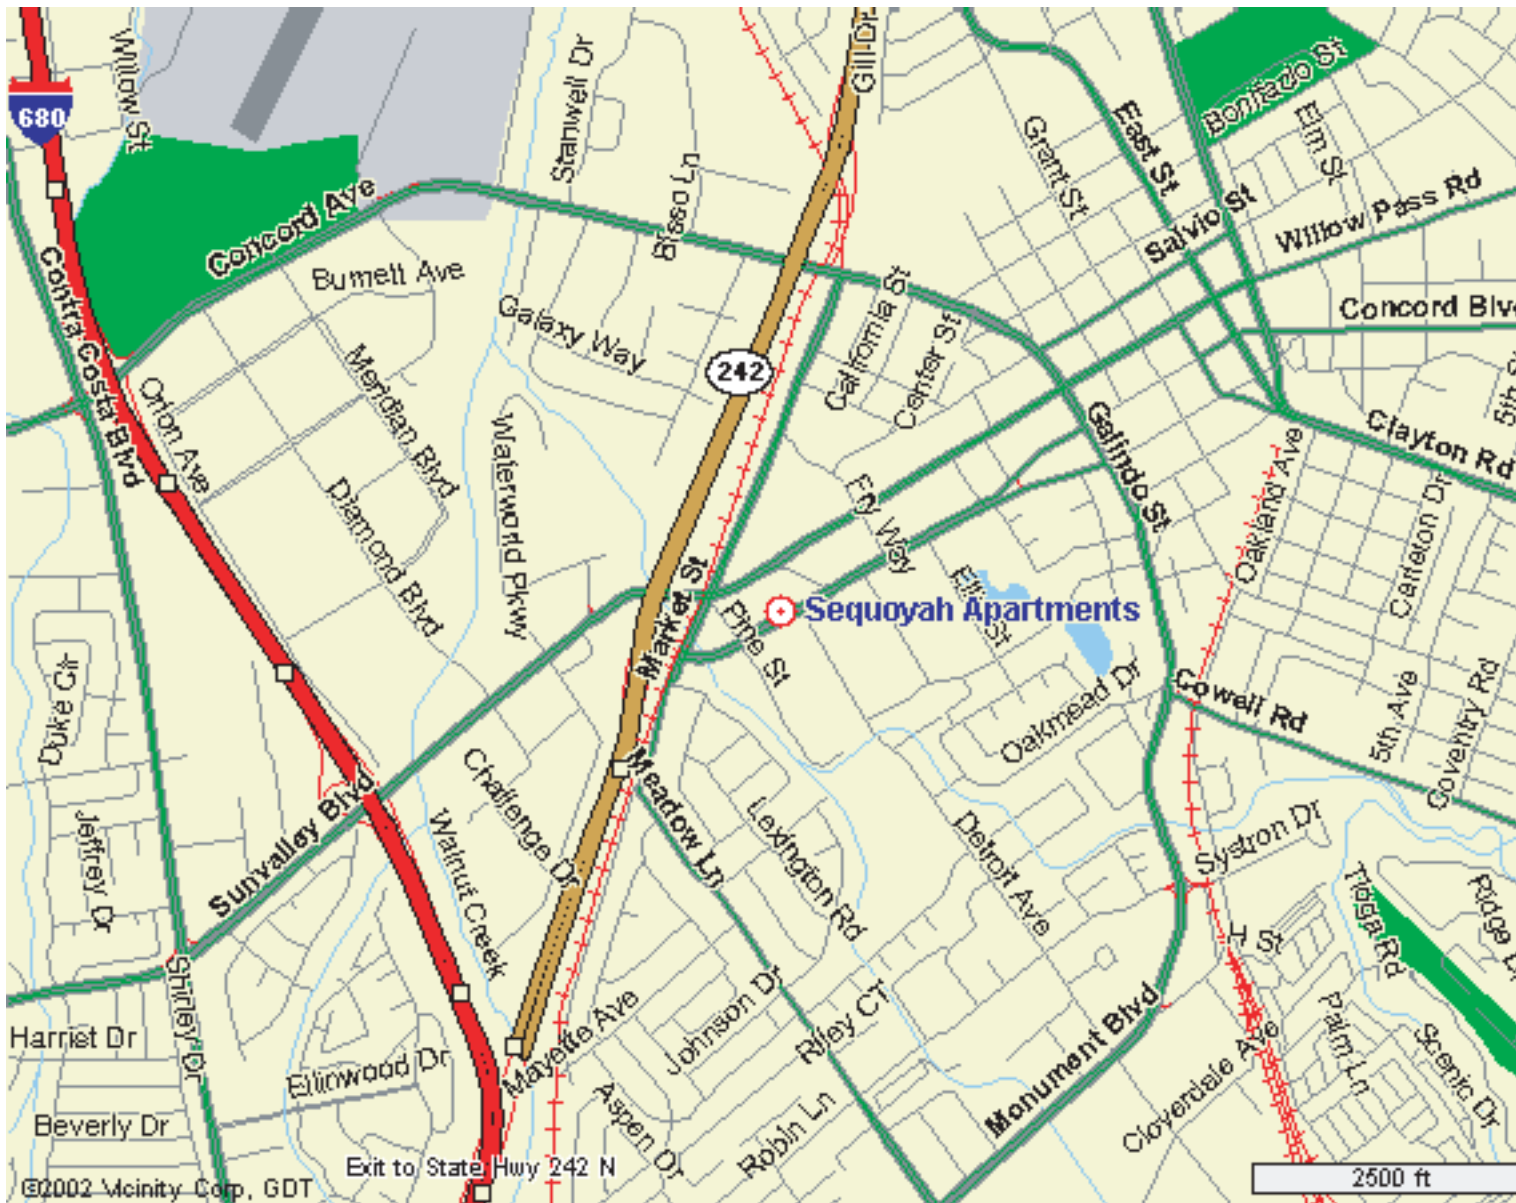 Willow St
680
Stanwell Dr
Gill Dr
Bonifado St
East St
Elm St
Grant St
Bisso Ln
Concord Ave
Salvio St
Willow Pass Rd
Contra Costa Blvd
Burnett Ave
Galaxy Way
California St
Center St
Concord Blv
Orion Ave
Meridian Blvd
242
5th S
Galindo St
Clayton Rd
Waterworld Pkwy
Diamond Blvd
Fry Way
Oakland Ave
Carleton Dr
Market St
Pine St
Sequoyah Apartments
Ellis St
Duke Cir
Oakmead Dr
Cowell Rd
5th Ave
Coventry Rd
Challenge Dr
Meadow Ln
Sunvalley Blvd
Jeffrey Dr
Walnut Creek
Lexington Rd
Detroit Ave
Systron Dr
Tioga Rd
Ridge Dr
H St
Shirley Dr
Harriet Dr
Mayette Ave
Johnson Dr
Riley CT
Monument Blvd
Palm Ln
Scenic Dr
Ellinwood Dr
Cloverdale Ave
Beverly Dr
Aspen Dr
Robin Ln
Exit to State Hwy 242 N
©2002 Vicinity Corp, GDT
2500 ft